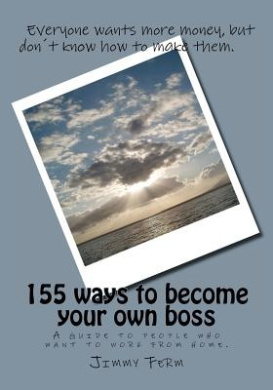 Everyone wants more money, but
don´t know how to make them.
155 ways to become
your own boss
A guide to people who
want to work from home.
Jimmy Ferm